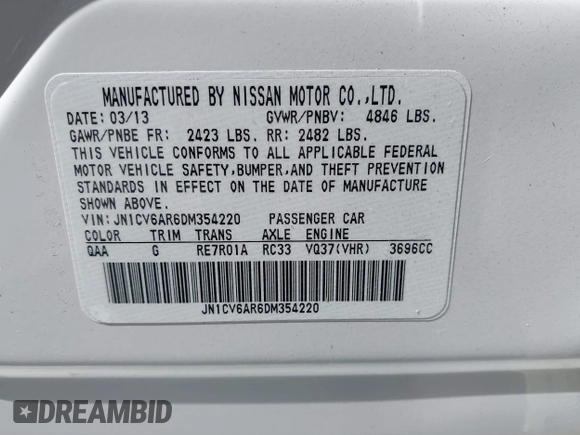 MANUFACTURED BY NISSAN MOTOR CO.,LTD.
DATE: 03/13 GVWR/PNBV: 4846 LBS.
GAWR/PNBE FR: 2423 LBS. RR: 2482 LBS.
THIS VEHICLE CONFORMS TO ALL APPLICABLE FEDERAL
MOTOR VEHICLE SAFETY,BUMPER,AND THEFT PREVENTION
STANDARDS IN EFFECT ON THE DATE OF MANUFACTURE
SHOWN ABOVE.
VIN: JN1CV6AR6DM354220 PASSENGER CAR
COLOR TRIM TRANS AXLE ENGINE
QAA G RE7R01A RC33 VQ37(VHR) 3696CC
JN1CV6AR6DM354220
DREAMBID